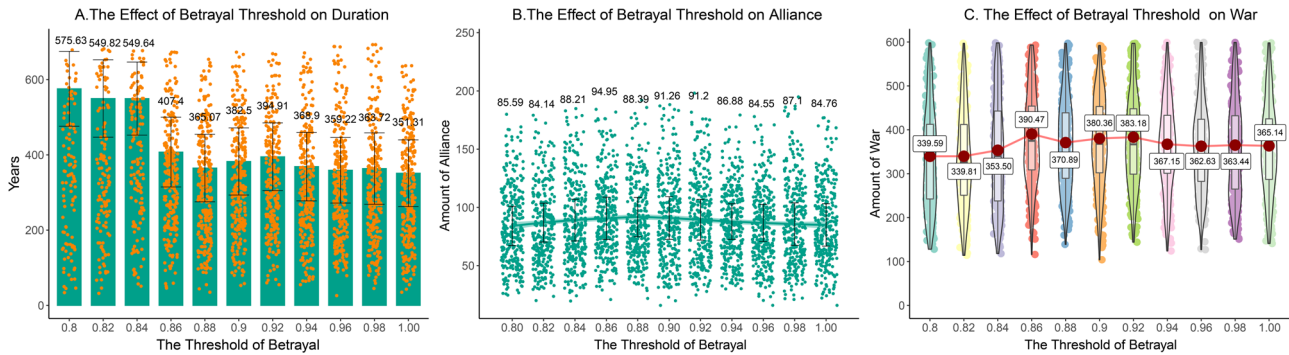 A.The Effect of Betrayal Threshold on Duration
575.63 549.82 549.64
407.4
365.07
382.5
394.91
368.9
359.22
363.72
351.31
Years
600
400
200
0
0.8 0.82 0.84 0.86 0.88 0.9 0.92 0.94 0.96 0.98 1.00
The Threshold of Betrayal
B.The Effect of Betrayal Threshold on Alliance
Amount of Alliance
250
200
150
100
50
85.59 84.14 88.21 94.95 88.39 91.26 91.2 86.88 84.55 87.1 84.76
0.80 0.82 0.84 0.86 0.88 0.90 0.92 0.94 0.96 0.98 1.00
The Threshold of Betrayal
C. The Effect of Betrayal Threshold on War
Amount of War
600
500
400
300
200
100
0
339.59
339.81
353.50
390.47
370.89
380.36
383.18
367.15
362.63
363.44
365.14
0.8 0.82 0.84 0.86 0.88 0.9 0.92 0.94 0.96 0.98 1.00
The Threshold of Betrayal